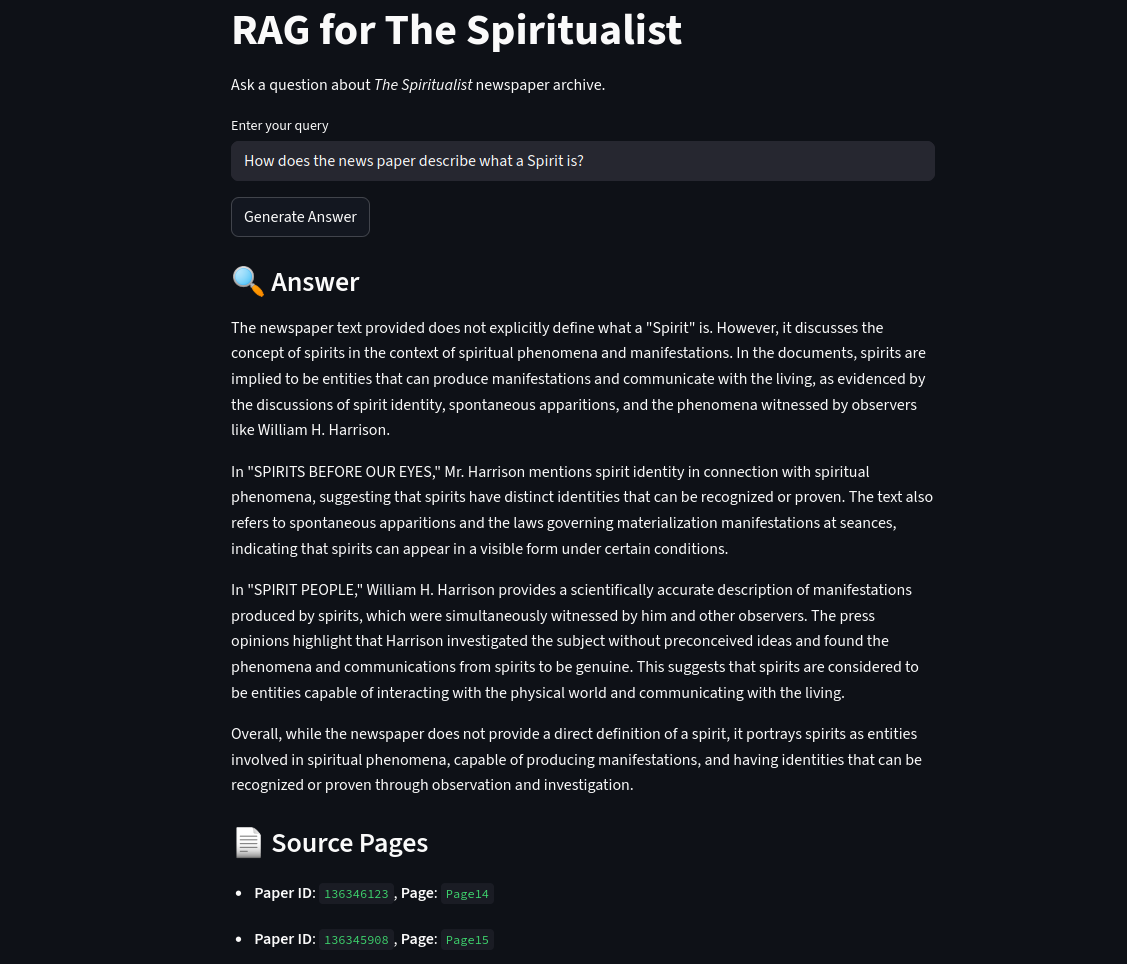 RAG for The Spiritualist
Ask a question about The Spiritualist newspaper archive.
Enter your query
How does the news paper describe what a Spirit is?
Generate Answer
🔍 Answer
The newspaper text provided does not explicitly define what a "Spirit" is. However, it discusses the
concept of spirits in the context of spiritual phenomena and manifestations. In the documents, spirits are
implied to be entities that can produce manifestations and communicate with the living, as evidenced by
the discussions of spirit identity, spontaneous apparitions, and the phenomena witnessed by observers
like William H. Harrison.
In "SPIRITS BEFORE OUR EYES," Mr. Harrison mentions spirit identity in connection with spiritual
phenomena, suggesting that spirits have distinct identities that can be recognized or proven. The text also
refers to spontaneous apparitions and the laws governing materialization manifestations at seances,
indicating that spirits can appear in a visible form under certain conditions.
In "SPIRIT PEOPLE," William H. Harrison provides a scientifically accurate description of manifestations
produced by spirits, which were simultaneously witnessed by him and other observers. The press
opinions highlight that Harrison investigated the subject without preconceived ideas and found the
phenomena and communications from spirits to be genuine. This suggests that spirits are considered to
be entities capable of interacting with the physical world and communicating with the living.
Overall, while the newspaper does not provide a direct definition of a spirit, it portrays spirits as entities
involved in spiritual phenomena, capable of producing manifestations, and having identities that can be
recognized or proven through observation and investigation.
📄 Source Pages
• Paper ID: 136346123, Page: Page14
• Paper ID: 136345908, Page: Page15